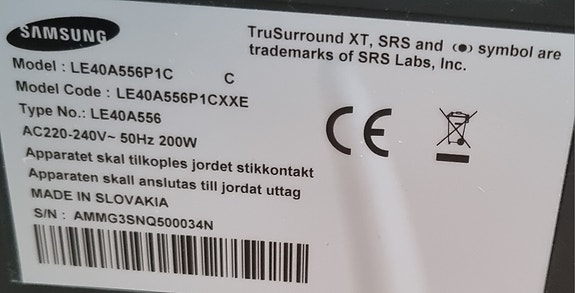 SAMSUNG
TruSurround XT, SRS and (●) symbol are
trademarks of SRS Labs, Inc.
Model : LE40A556P1C C
Model Code : LE40A556P1CXXE
Type No.: LE40A556
AC220-240V~ 50Hz 200W
Apparatet skal tilkoples jordet stikkontakt
Apparaten skall anslutas till jordat uttag
MADE IN SLOVAKIA
S/N : AMMG3SNQ500034N
CE